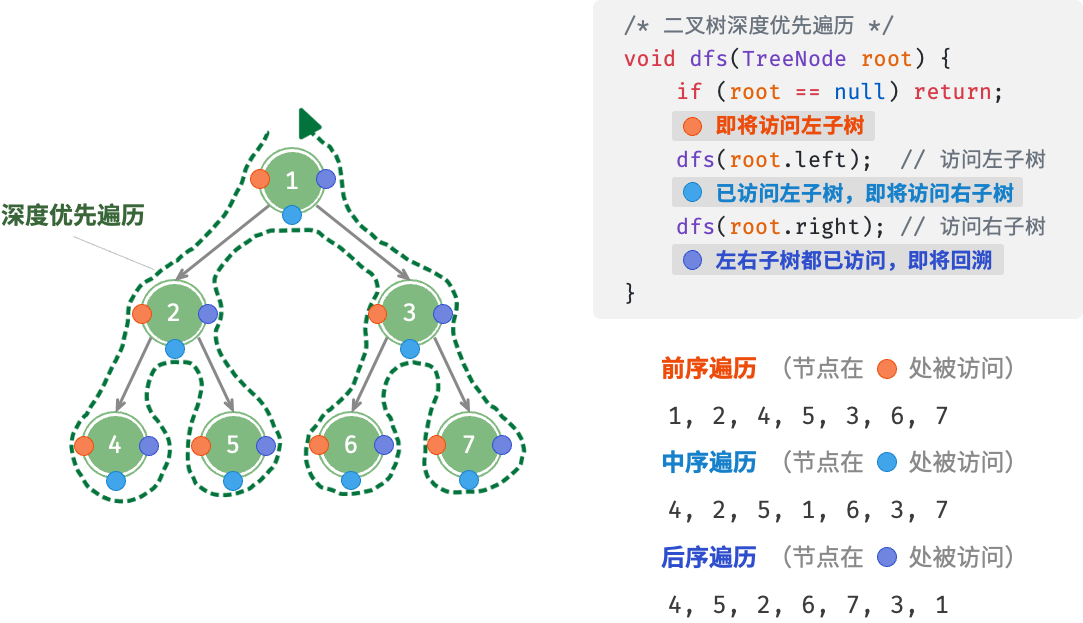 深度优先遍历
1
2
3
4
5
6
7
/* 二叉树深度优先遍历 */
void dfs(TreeNode root) {
if (root == null) return;
即将访问左子树
dfs(root.left); // 访问左子树
已访问左子树，即将访问右子树
dfs(root.right); // 访问右子树
左右子树都已访问，即将回溯
}
前序遍历 （节点在 处被访问）
1, 2, 4, 5, 3, 6, 7
中序遍历 （节点在 处被访问）
4, 2, 5, 1, 6, 3, 7
后序遍历 （节点在 处被访问）
4, 5, 2, 6, 7, 3, 1